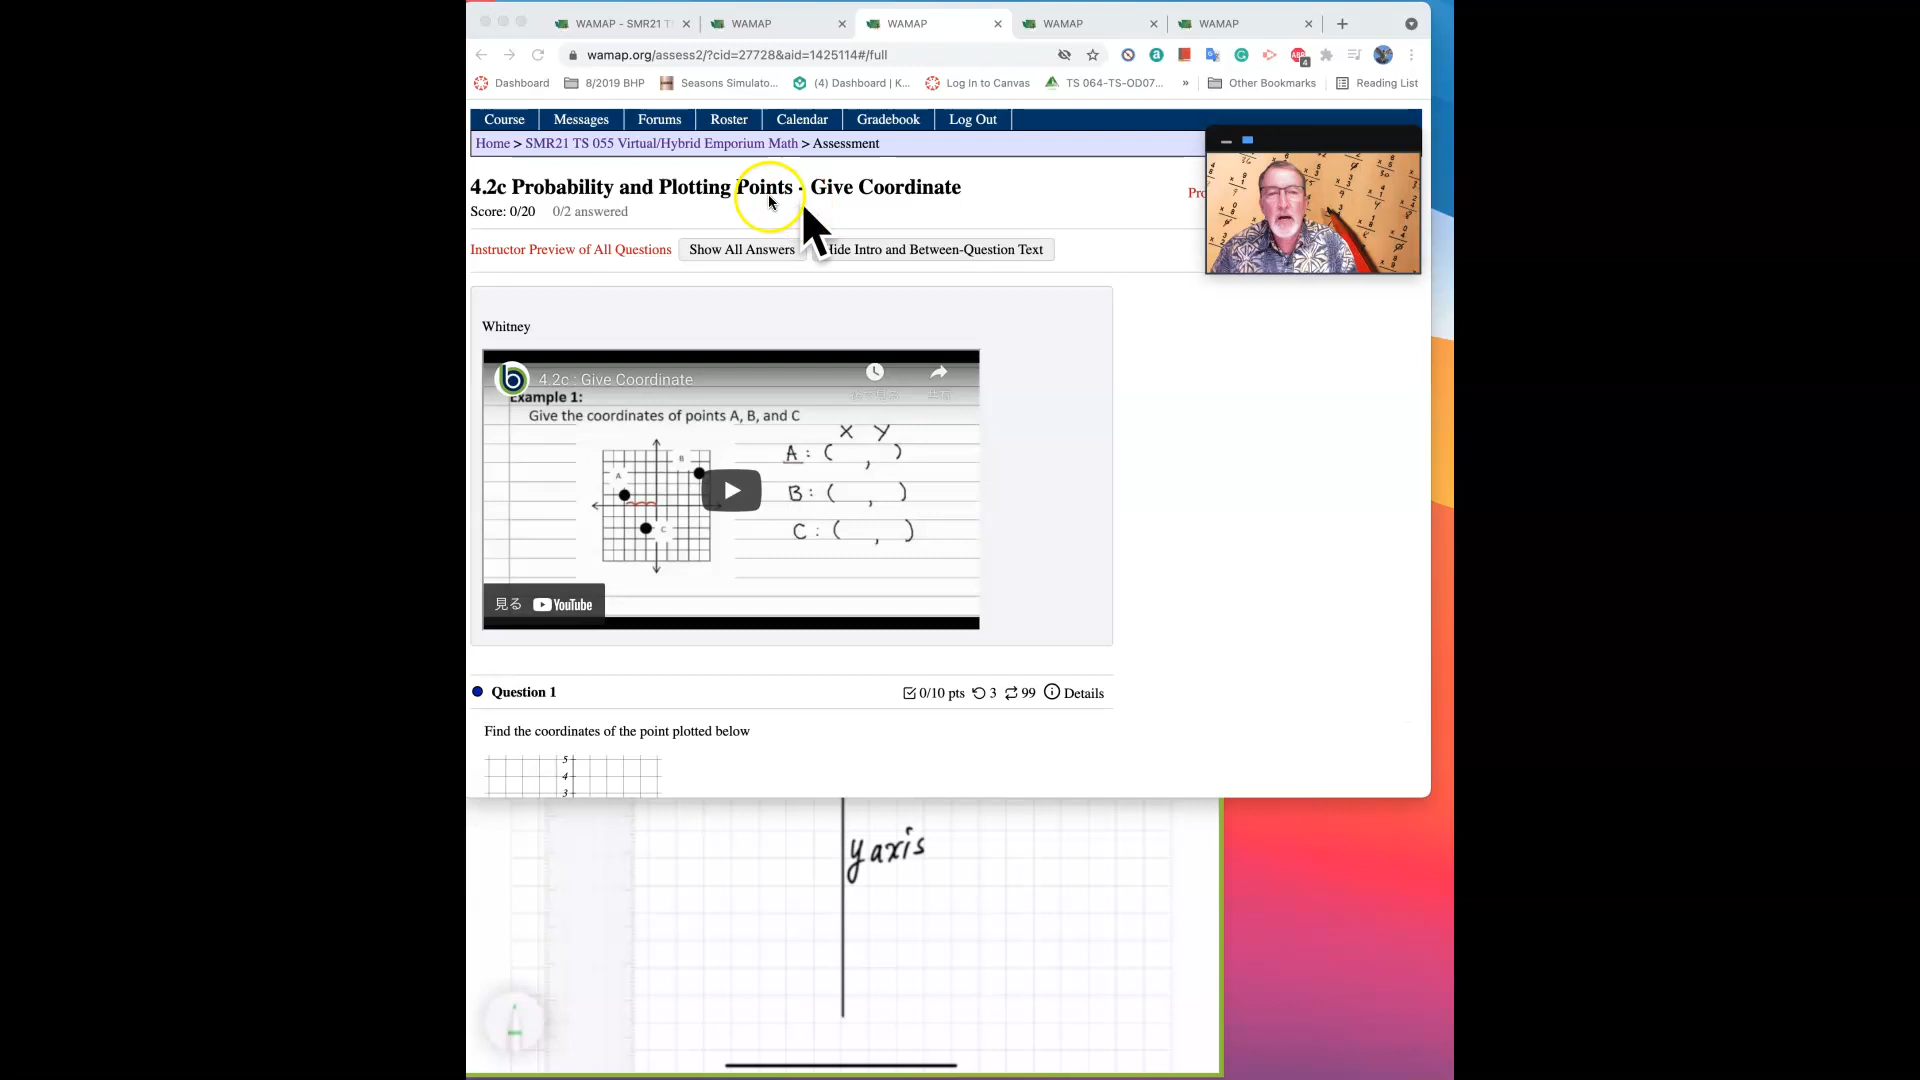 WAMAP - SMR21 T
WAMAP
WAMAP
WAMAP
WAMAP
wamap.org/assess2/?cid=27728&aid=1425114#/full
Dashboard
8/2019 BHP
Seasons Simulato...
(4) Dashboard | K...
Log In to Canvas
TS 064-TS-OD07...
»
Other Bookmarks
Reading List
Course
Messages
Forums
Roster
Calendar
Gradebook
Log Out
Home > SMR21 TS 055 Virtual/Hybrid Emporium Math > Assessment
4.2c Probability and Plotting Points - Give Coordinate
Score: 0/20 0/2 answered
Instructor Preview of All Questions
Show All Answers
Hide Intro and Between-Question Text
Whitney
4.2c : Give Coordinate
Example 1:
Give the coordinates of points A, B, and C
X Y
A : ( , )
B : ( , )
C : ( , )
A
B
C
見る YouTube
Question 1
0/10 pts 3 99 Details
Find the coordinates of the point plotted below
5
4
3
y axis